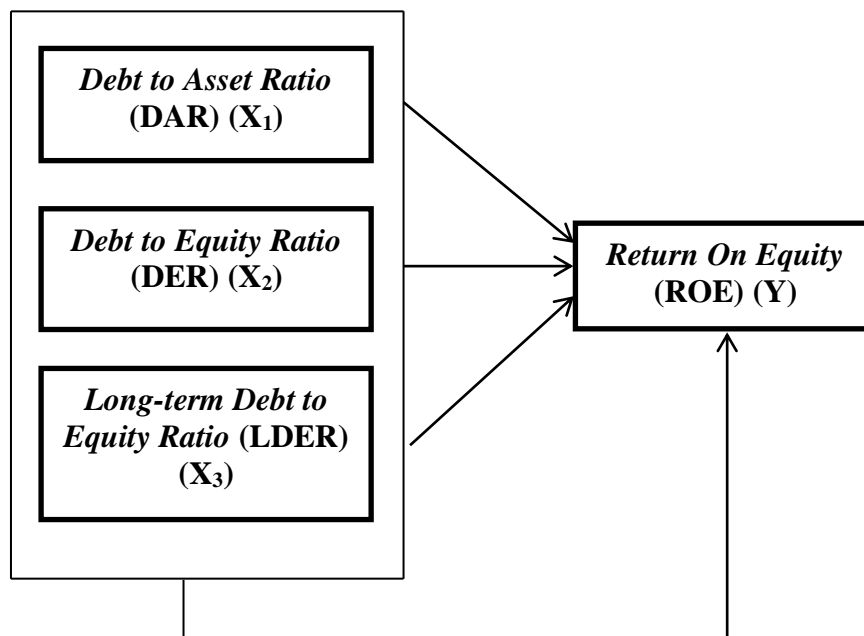 Debt to Asset Ratio
(DAR) (X₁)
Debt to Equity Ratio
(DER) (X₂)
Long-term Debt to
Equity Ratio (LDER)
(X₃)
Return On Equity
(ROE) (Y)